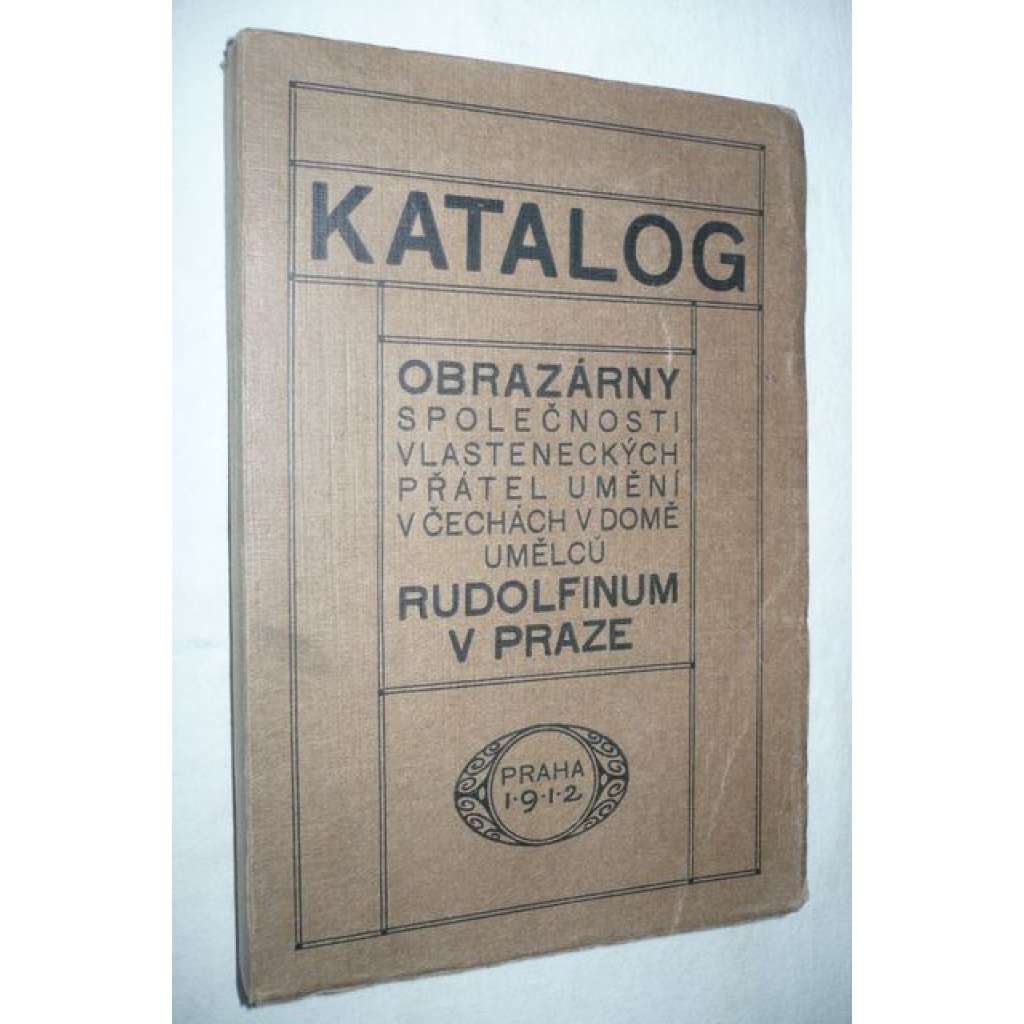 KATALOG
OBRAZÁRNY
SPOLEČNOSTI
VLASTENECKÝCH
PŘÁTEL UMĚNÍ
V ČECHÁCH V DOMĚ
UMĚLCŮ
RUDOLFINUM
V PRAZE
PRAHA
1·9·1·2